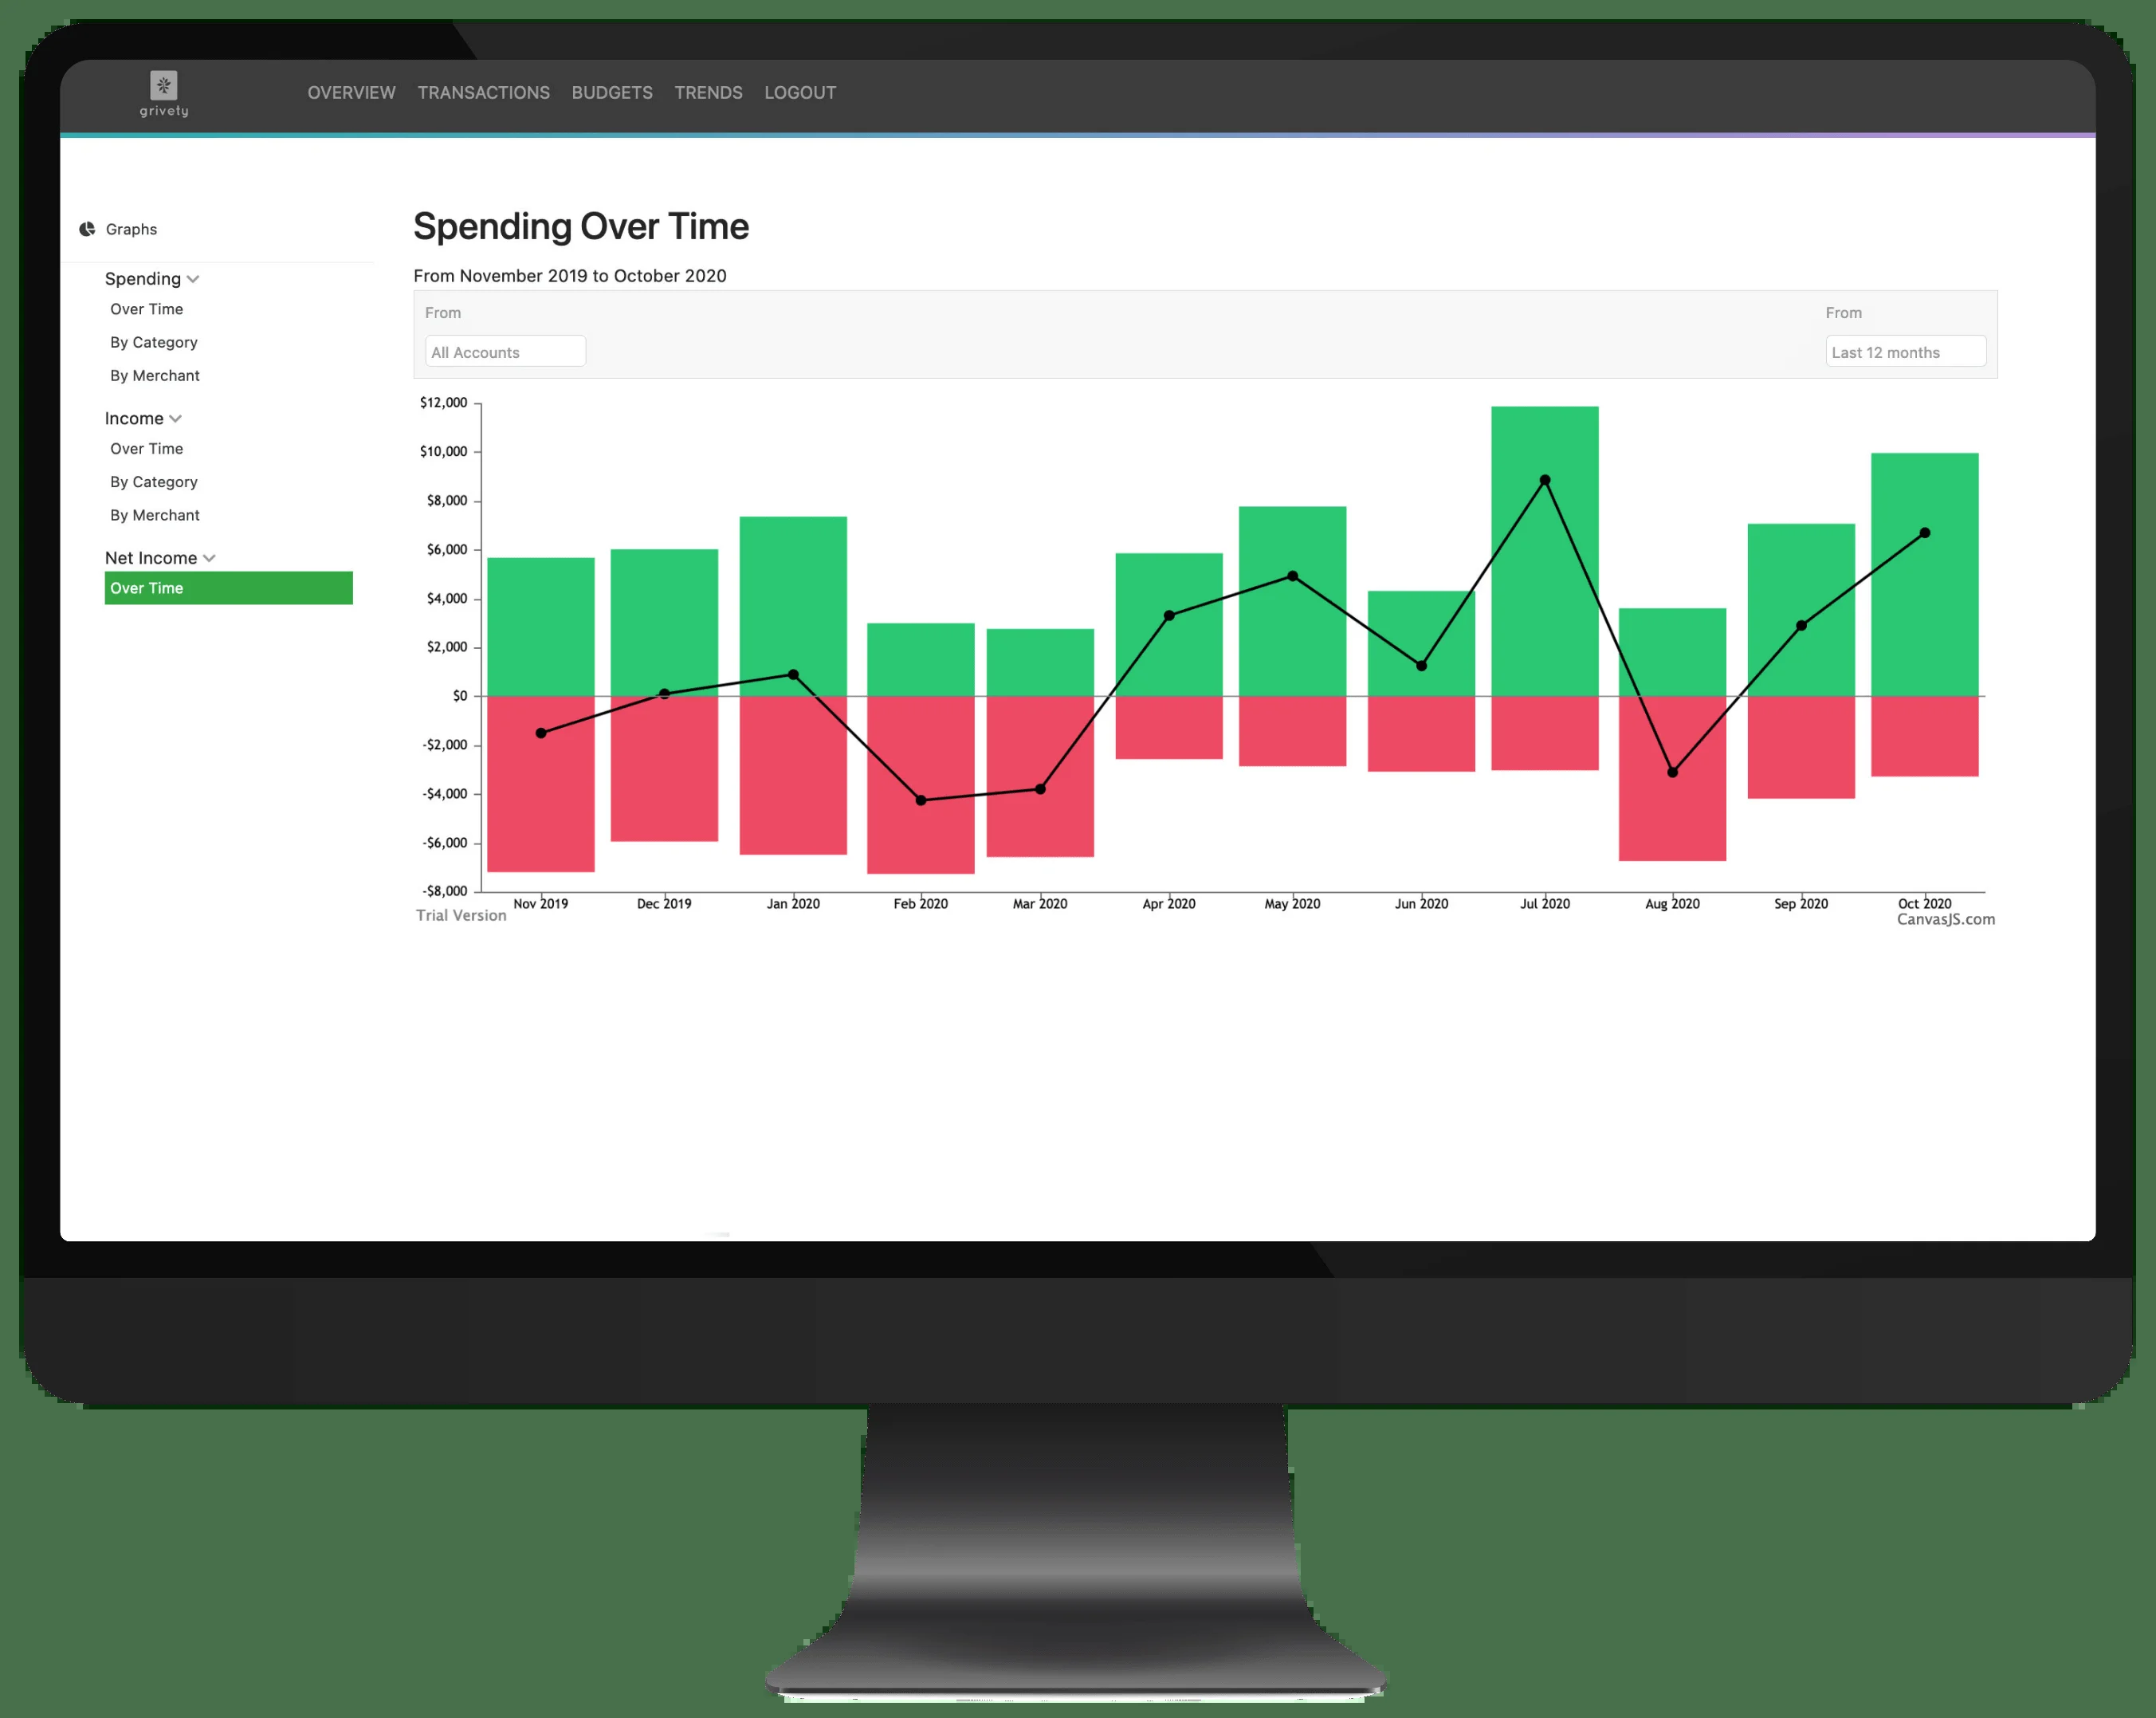 grivety
OVERVIEW TRANSACTIONS BUDGETS TRENDS LOGOUT
Graphs
Spending
Over Time
By Category
By Merchant
Income
Over Time
By Category
By Merchant
Net Income
Over Time
Spending Over Time
From November 2019 to October 2020
From From
All Accounts Last 12 months
$12,000
$10,000
$8,000
$6,000
$4,000
$2,000
$0
-$2,000
-$4,000
-$6,000
-$8,000
Nov 2019 Dec 2019 Jan 2020 Feb 2020 Mar 2020 Apr 2020 May 2020 Jun 2020 Jul 2020 Aug 2020 Sep 2020 Oct 2020
Trial Version CanvasJS.com